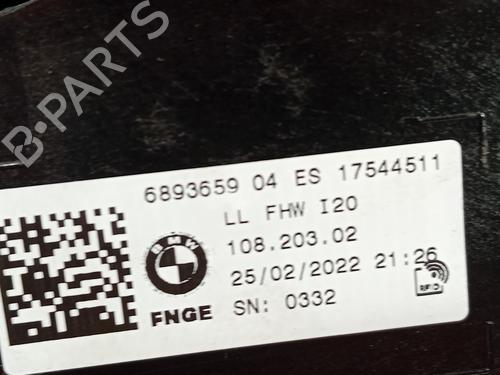 B-PARTS
6893659 04 ES 17544511
LL FHW I20
108.203.02
25/02/2022 21:26
SN: 0332
BMW
FNGE
RFID